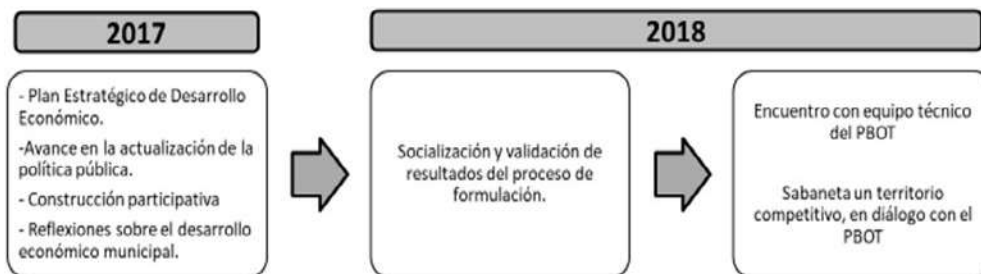 2017
2018
- Plan Estratégico de Desarrollo
Económico.
-Avance en la actualización de la
política pública.
- Construcción participativa
- Reflexiones sobre el desarrollo
económico municipal.
Socialización y validación de
resultados del proceso de
formulación.
Encuentro con equipo técnico
del PBOT
Sabaneta un territorio
competitivo, en diálogo con el
PBOT